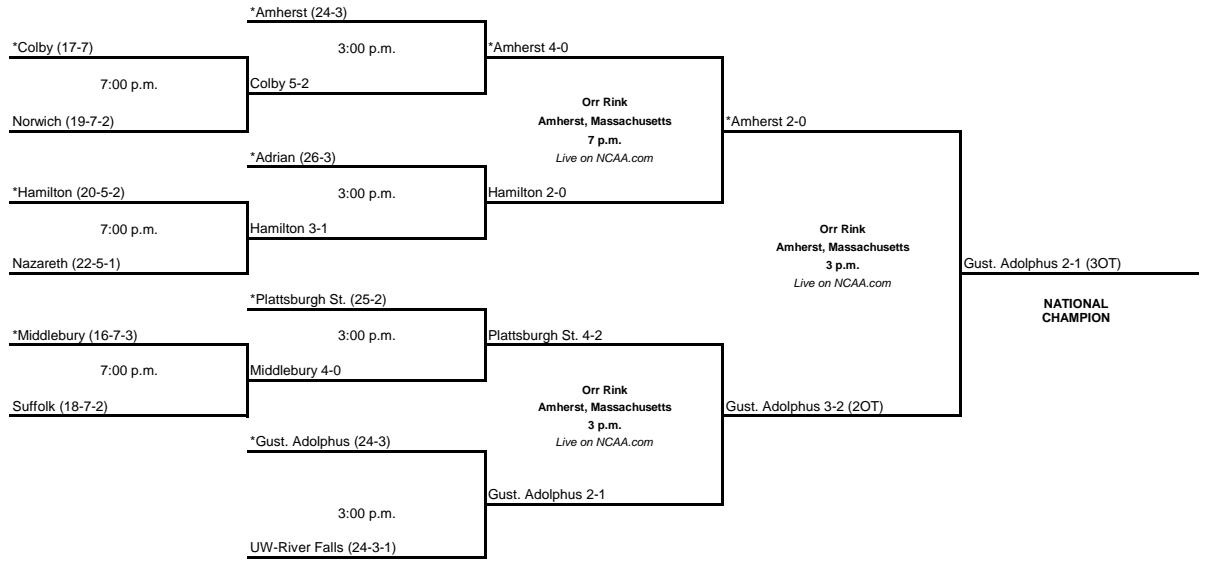 *Amherst (24-3)
*Colby (17-7)
3:00 p.m.
*Amherst 4-0
7:00 p.m.
Colby 5-2
Norwich (19-7-2)
Orr Rink
Amherst, Massachusetts
7 p.m.
Live on NCAA.com
*Amherst 2-0
*Adrian (26-3)
*Hamilton (20-5-2)
3:00 p.m.
Hamilton 2-0
7:00 p.m.
Hamilton 3-1
Nazareth (22-5-1)
Orr Rink
Amherst, Massachusetts
3 p.m.
Live on NCAA.com
Gust. Adolphus 2-1 (3OT)
NATIONAL
CHAMPION
*Plattsburgh St. (25-2)
*Middlebury (16-7-3)
3:00 p.m.
Plattsburgh St. 4-2
7:00 p.m.
Middlebury 4-0
Suffolk (18-7-2)
Orr Rink
Amherst, Massachusetts
3 p.m.
Live on NCAA.com
Gust. Adolphus 3-2 (2OT)
*Gust. Adolphus (24-3)
Gust. Adolphus 2-1
3:00 p.m.
UW-River Falls (24-3-1)